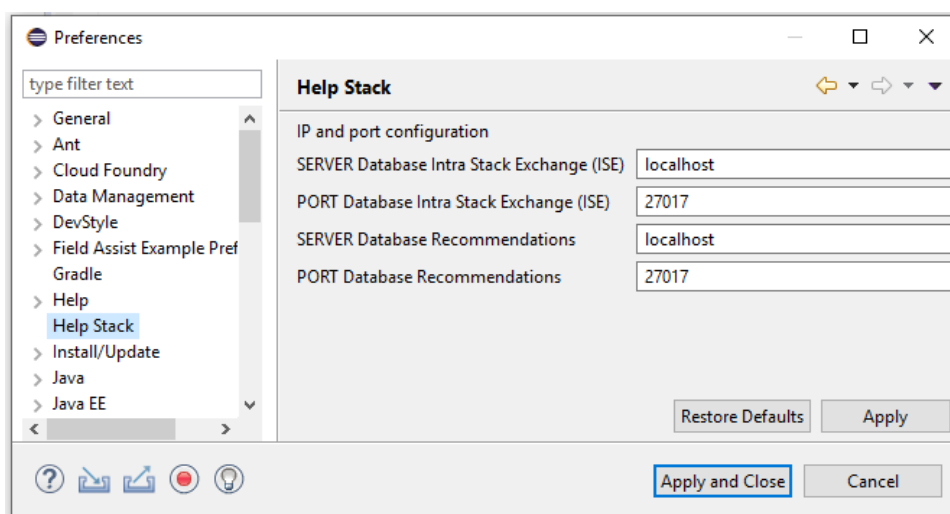 Preferences
type filter text
General
Ant
Cloud Foundry
Data Management
DevStyle
Field Assist Example Pref
Gradle
Help
Help Stack
Install/Update
Java
Java EE
Help Stack
IP and port configuration
SERVER Database Intra Stack Exchange (ISE) localhost
PORT Database Intra Stack Exchange (ISE) 27017
SERVER Database Recommendations localhost
PORT Database Recommendations 27017
Restore Defaults Apply
Apply and Close Cancel